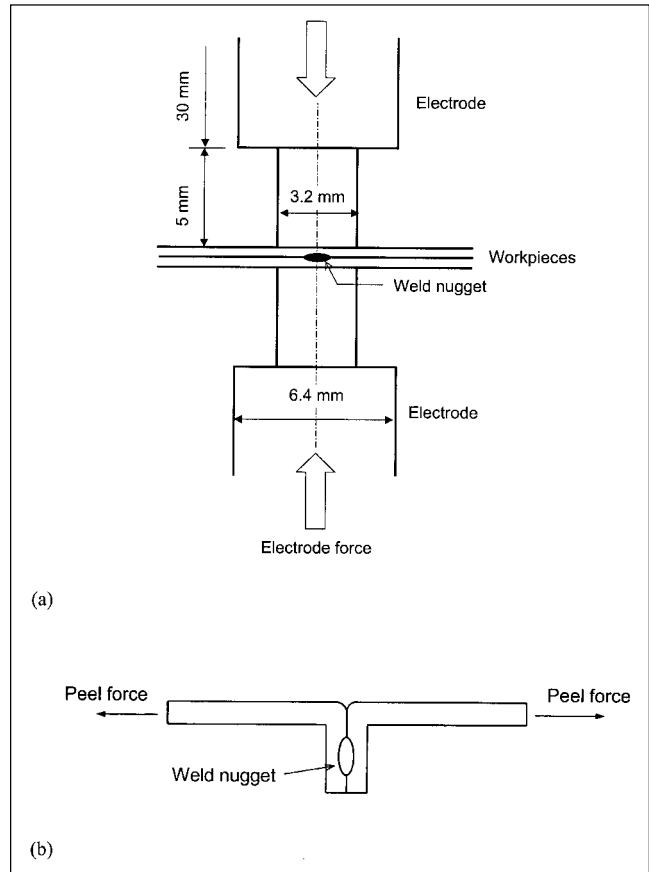 30 mm
Electrode
5 mm
3.2 mm
Workpieces
Weld nugget
6.4 mm
Electrode
Electrode force
(a)
Peel force
Peel force
Weld nugget
(b)